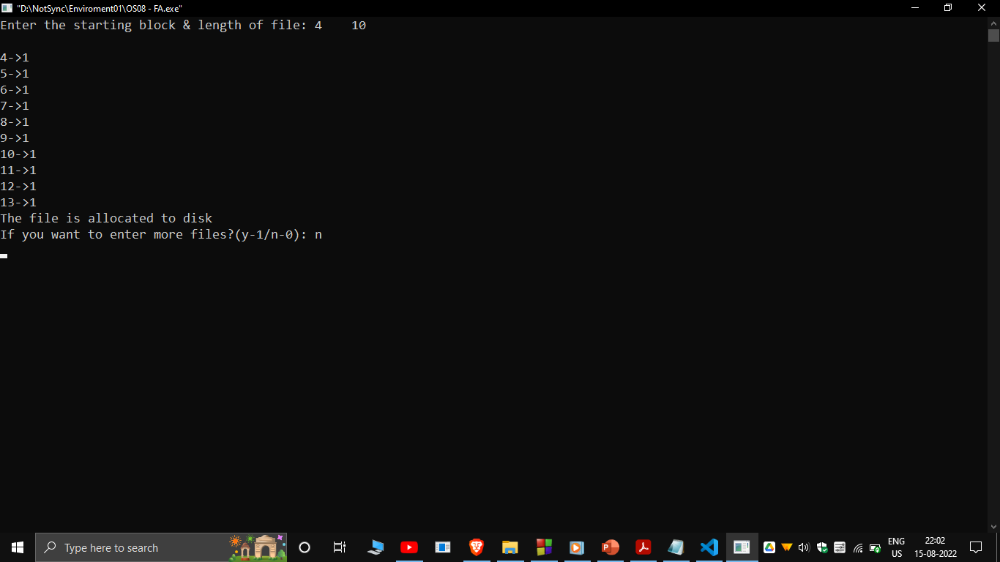 "D:\NotSync\Enviroment01\OS08 - FA.exe"
Enter the starting block & length of file: 4    10
4->1
5->1
6->1
7->1
8->1
9->1
10->1
11->1
12->1
13->1
The file is allocated to disk
If you want to enter more files?(y-1/n-0): n
Type here to search
ENG
US
22:02
15-08-2022